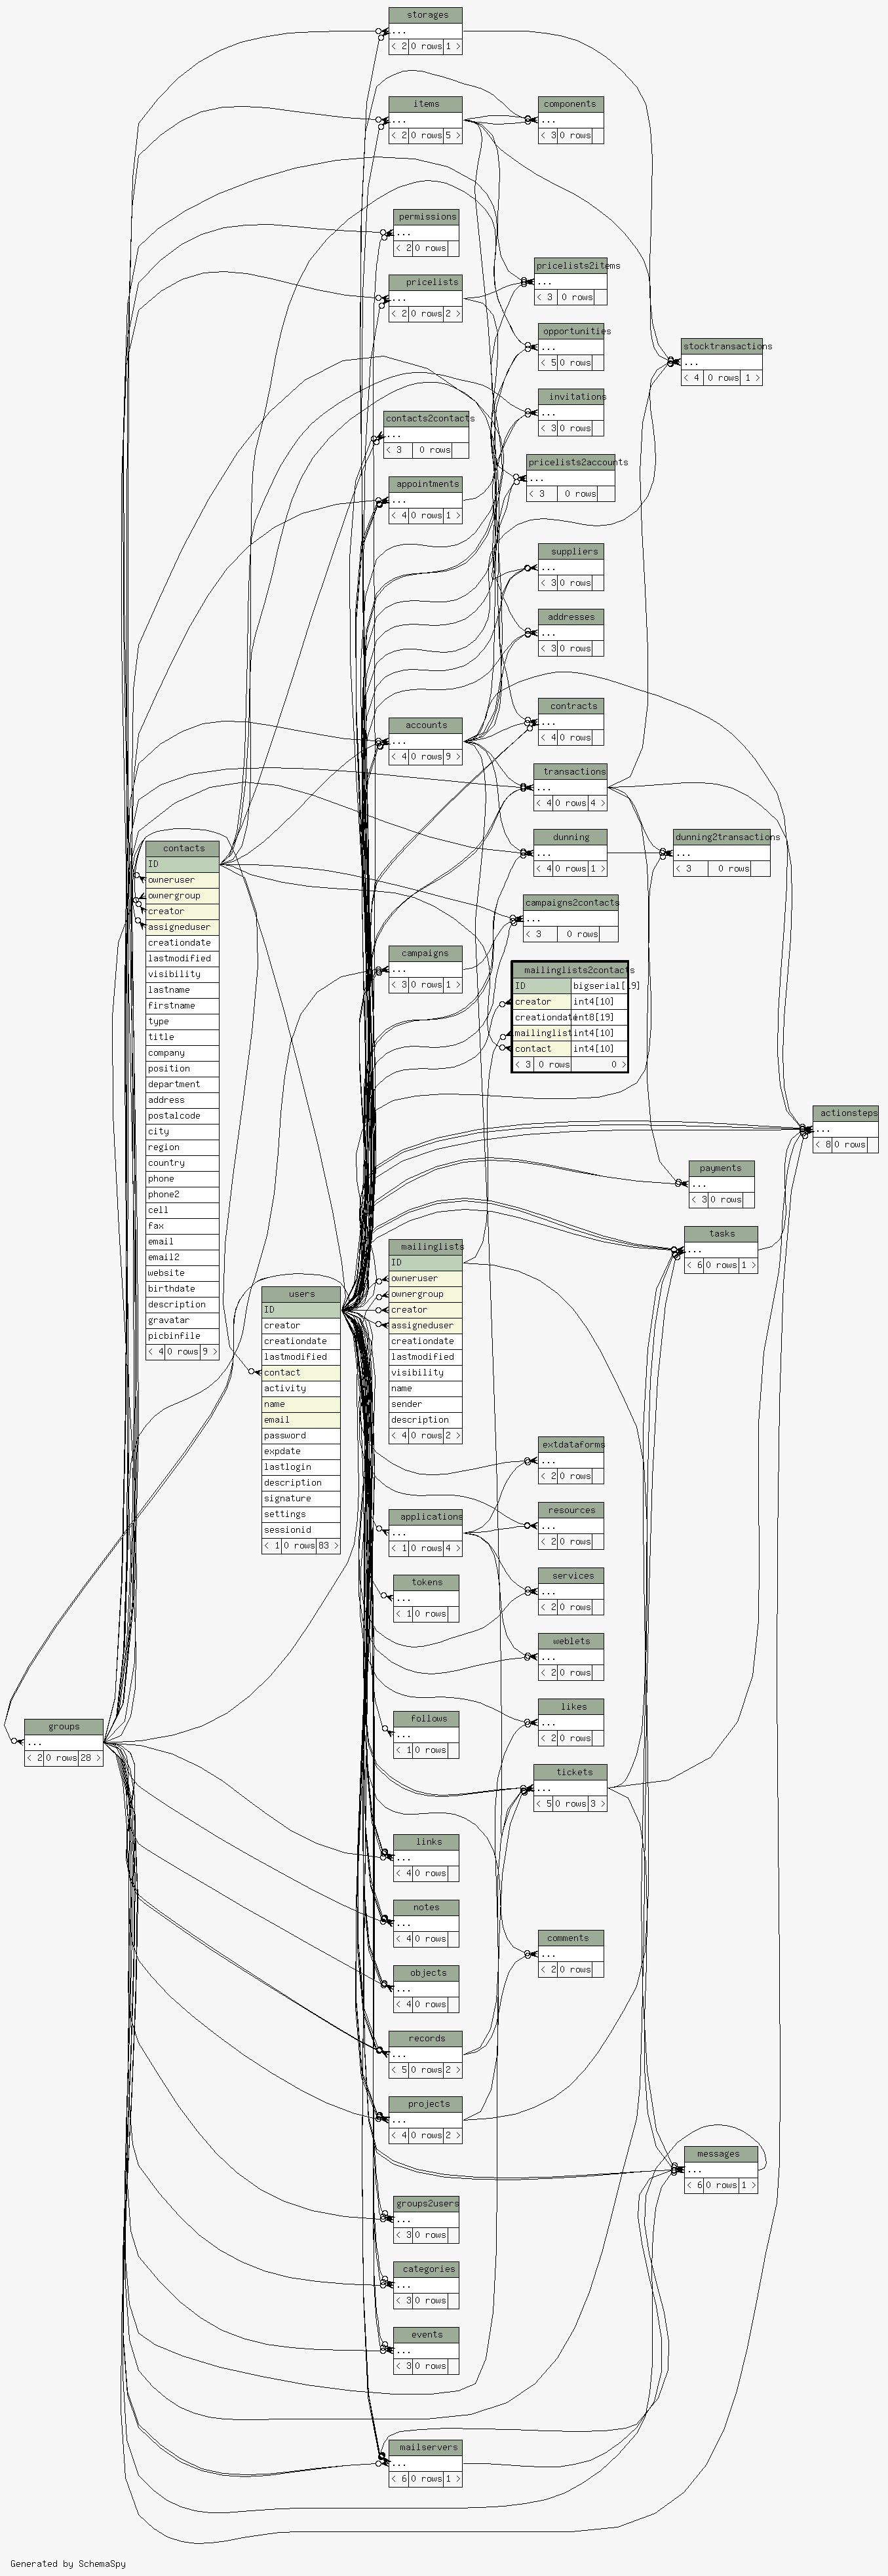 storages
...
< 2 0 rows 1 >
items
...
< 2 0 rows 5 >
components
...
< 3 0 rows
permissions
...
< 2 0 rows
pricelists2items
...
< 3 0 rows
pricelists
...
< 2 0 rows 2 >
opportunities
...
< 5 0 rows
stocktransactions
...
< 4 0 rows 1 >
invitations
...
< 3 0 rows
contacts2contacts
...
< 3 0 rows
pricelists2accounts
...
< 3 0 rows
appointments
...
< 4 0 rows 1 >
suppliers
...
< 3 0 rows
addresses
...
< 3 0 rows
contracts
...
< 4 0 rows
accounts
...
< 4 0 rows 9 >
transactions
...
< 4 0 rows 4 >
dunning
...
< 4 0 rows 1 >
dunning2transactions
...
< 3 0 rows
contacts
ID
owneruser
ownergroup
creator
assigneduser
creationdate
lastmodified
visibility
lastname
firstname
type
title
company
position
department
address
postalcode
city
region
country
phone
phone2
cell
fax
email
email2
website
birthdate
description
gravatar
picbinfile
< 4 0 rows 9 >
campaigns2contacts
...
< 3 0 rows
campaigns
...
< 3 0 rows 1 >
mailinglists2contacts
ID bigserial[19]
creator int4[10]
creationdate int8[19]
mailinglist int4[10]
contact int4[10]
< 3 0 rows 0 >
actionsteps
...
< 8 0 rows
payments
...
< 3 0 rows
tasks
...
< 6 0 rows 1 >
mailinglists
ID
owneruser
ownergroup
creator
assigneduser
creationdate
lastmodified
visibility
name
sender
description
< 4 0 rows 2 >
users
ID
creator
creationdate
lastmodified
contact
activity
name
email
password
expdate
lastlogin
description
signature
settings
sessionid
< 1 0 rows 83 >
extdataforms
...
< 2 0 rows
resources
...
< 2 0 rows
applications
...
< 1 0 rows 4 >
services
...
< 2 0 rows
tokens
...
< 1 0 rows
weblets
...
< 2 0 rows
likes
...
< 2 0 rows
follows
...
< 1 0 rows
groups
...
< 2 0 rows 28 >
tickets
...
< 5 0 rows 3 >
links
...
< 4 0 rows
notes
...
< 4 0 rows
comments
...
< 2 0 rows
objects
...
< 4 0 rows
records
...
< 5 0 rows 2 >
projects
...
< 4 0 rows 2 >
messages
...
< 6 0 rows 1 >
groups2users
...
< 3 0 rows
categories
...
< 3 0 rows
events
...
< 3 0 rows
mailservers
...
< 6 0 rows 1 >
Generated by SchemaSpy